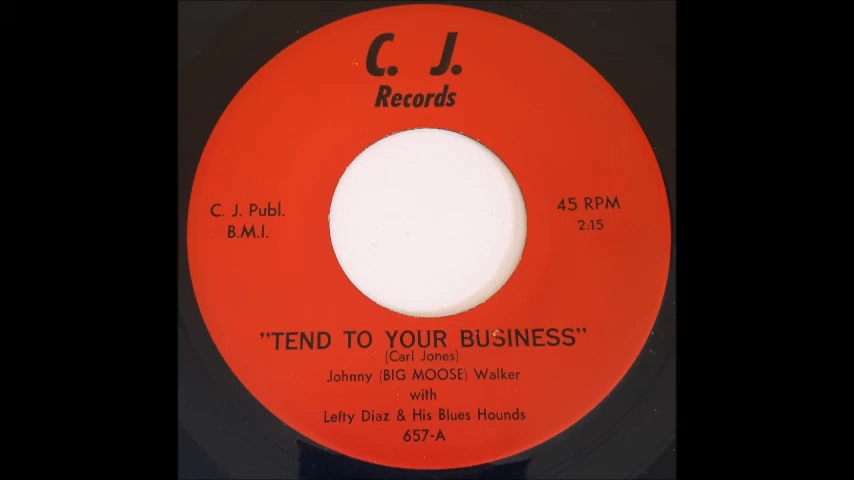 C. J.
Records
C. J. Publ.
B.M.I.
45 RPM
2:15
"TEND TO YOUR BUSINESS"
(Carl Jones)
Johnny (BIG MOOSE) Walker
with
Lefty Diaz & His Blues Hounds
657-A